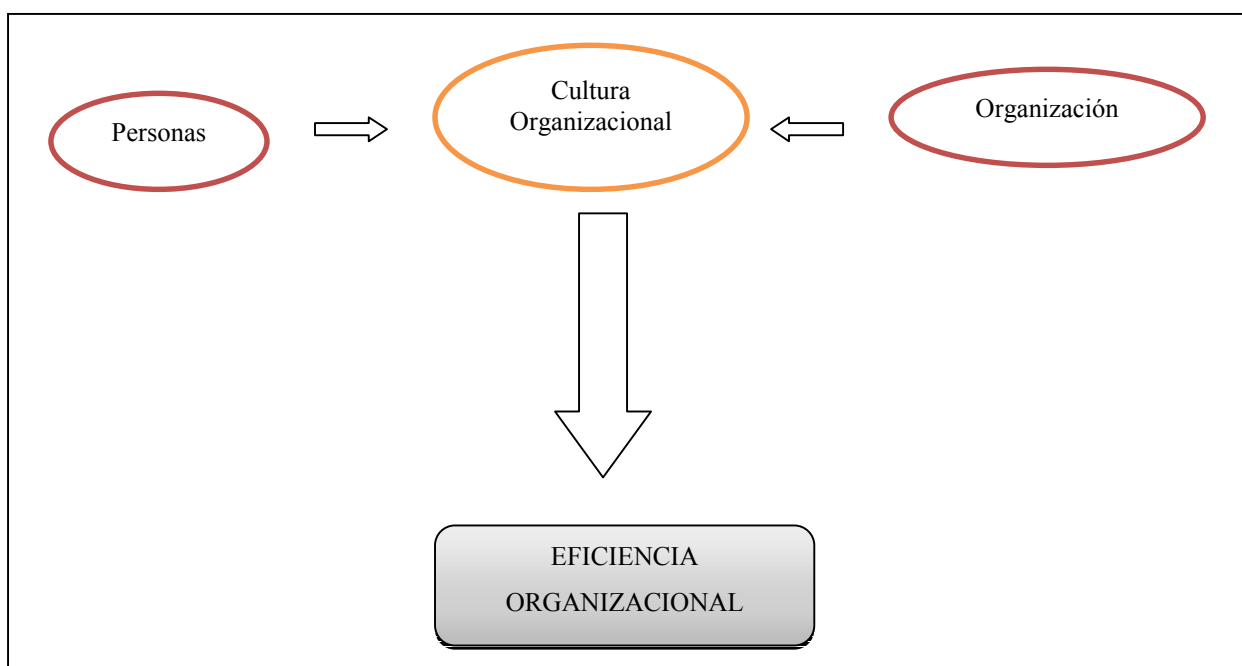 Personas
Cultura
Organizacional
Organización
EFICIENCIA
ORGANIZACIONAL